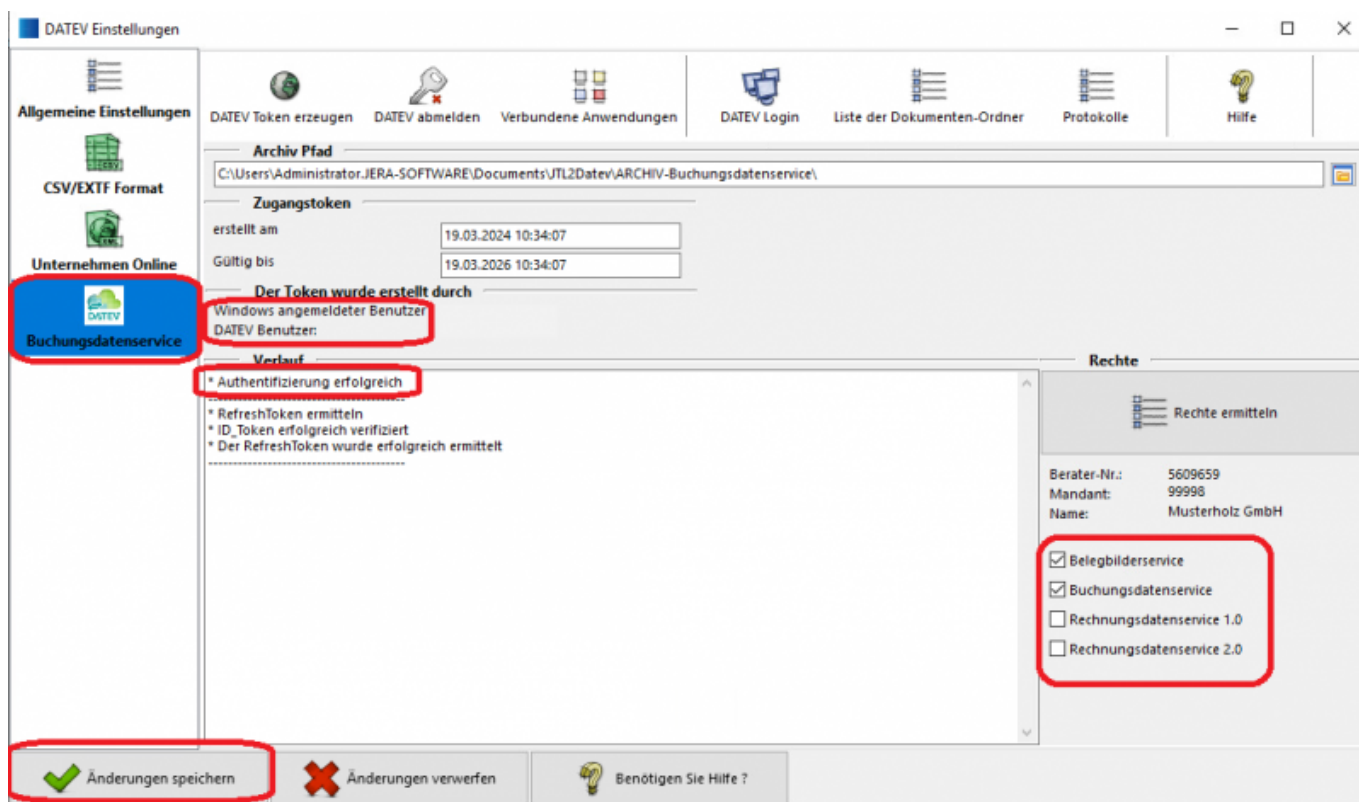 DATEV Einstellungen
Allgemeine Einstellungen
CSV/EXTF Format
Unternehmen Online
DATEV
Buchungsdatenservice
DATEV Token erzeugen
DATEV abmelden
Verbundene Anwendungen
DATEV Login
Liste der Dokumenten-Ordner
Protokolle
Hilfe
Archiv Pfad
C:\Users\Administrator.JERA-SOFTWARE\Documents\JTL2Datev\ARCHIV-Buchungsdatenservice\
Zugangstoken
erstellt am 19.03.2024 10:34:07
Gültig bis 19.03.2026 10:34:07
Der Token wurde erstellt durch
Windows angemeldeter Benutzer
DATEV Benutzer:
Verlauf
* Authentifizierung erfolgreich
----------------------------------------
* RefreshToken ermitteln
* ID_Token erfolgreich verifiziert
* Der RefreshToken wurde erfolgreich ermittelt
----------------------------------------
Rechte
Rechte ermitteln
Berater-Nr.: 5609659
Mandant: 99998
Name: Musterholz GmbH
Belegbilderservice
Buchungsdatenservice
Rechnungsdatenservice 1.0
Rechnungsdatenservice 2.0
Änderungen speichern
Änderungen verwerfen
Benötigen Sie Hilfe ?